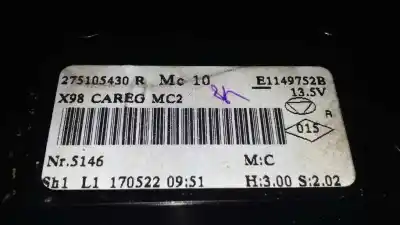 275105430 R Mc 10 E1149752B
X98 CAREG MC2 13.5V
R
015
Nr.5146 M:C
Sh1 L1 170522 09:51 H:3.00 S:2.02